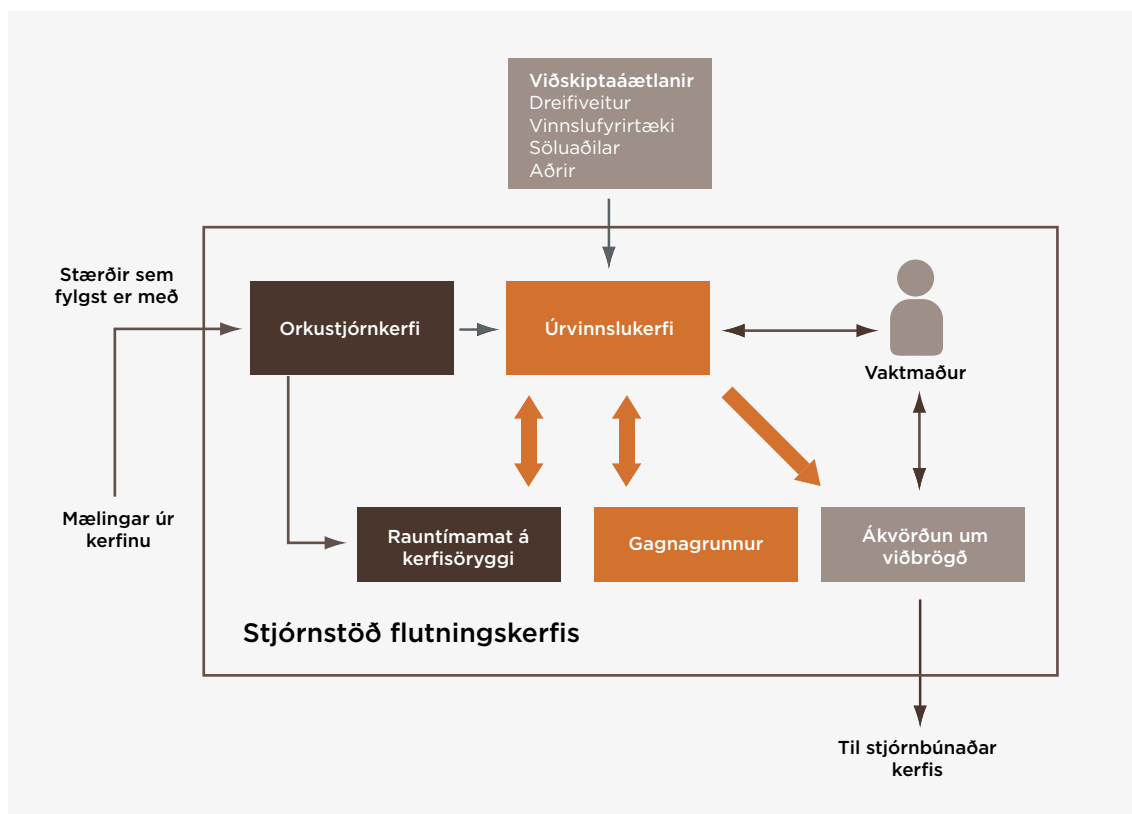 Viðskiptaáætlanir
Dreifiveitur
Vinnslufyrirtæki
Söluaðilar
Aðrir
Stærðir sem
fylgst er með
Orkustjórnkerfi
Úrvinnslukerfi
Vaktmaður
Mælingar úr
kerfinu
Rauntímamat á
kerfisöryggi
Gagnagrunnur
Ákvörðun um
viðbrögð
Stjórnstöð flutningskerfis
Til stjórnbúnaðar
kerfis